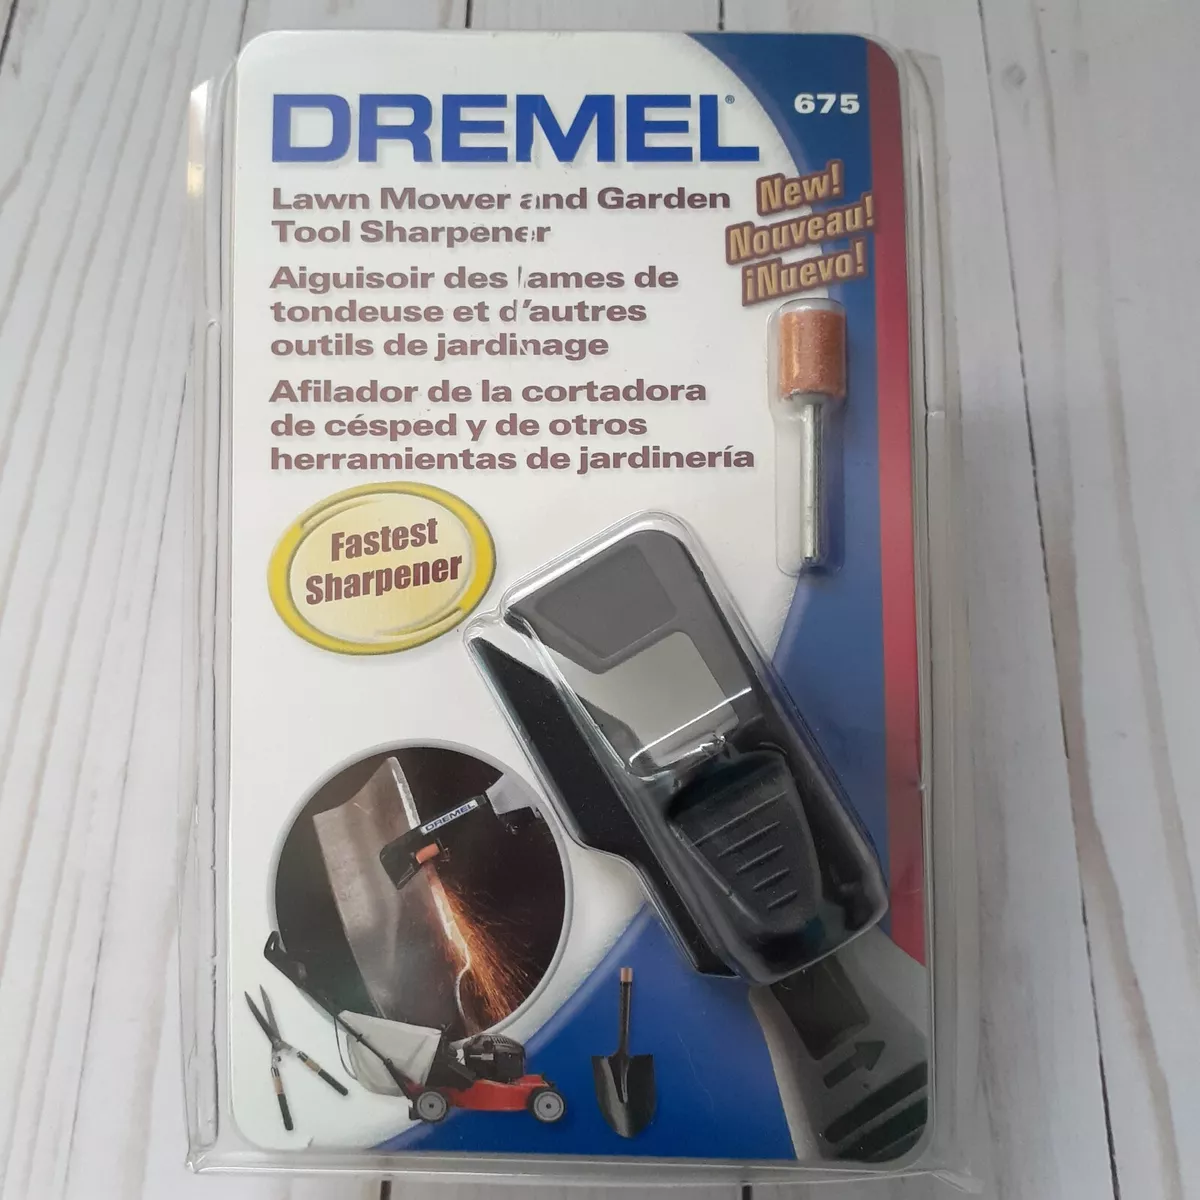 DREMEL®
675
Lawn Mower and Garden
Tool Sharpener
New!
Nouveau!
¡Nuevo!
Aiguisoir des lames de
tondeuse et d'autres
outils de jardinage
Afilador de la cortadora
de césped y de otros
herramientas de jardinería
Fastest
Sharpener
DREMEL